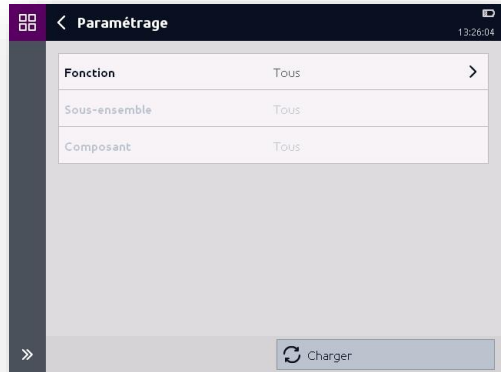 Paramétrage
13:26:04
Fonction Tous
Sous-ensemble Tous
Composant Tous
Charger